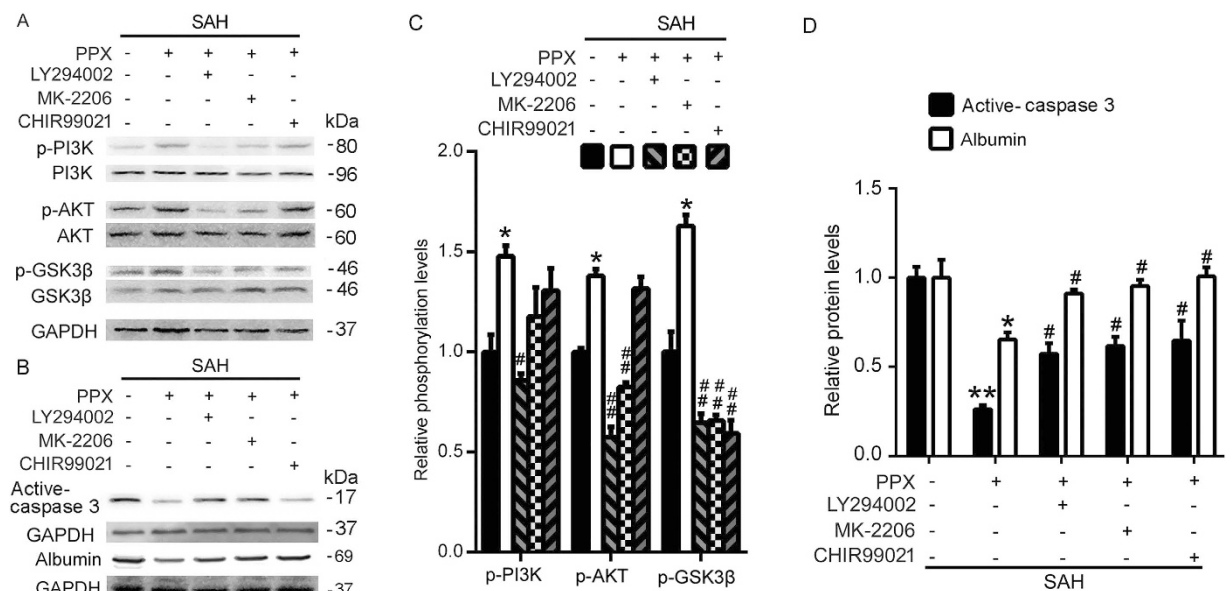 A
SAH
PPX - + + + +
LY294002 - - + - -
MK-2206 - - - + -
CHIR99021 - - - - +
kDa
p-PI3K -80
PI3K -96
p-AKT -60
AKT -60
p-GSK3β -46
GSK3β -46
GAPDH -37
B
SAH
PPX - + + + +
LY294002 - - + - -
MK-2206 - - - + -
CHIR99021 - - - - +
kDa
Active-
caspase 3 -17
GAPDH -37
Albumin -69
GAPDH -37
C
SAH
PPX - + + + +
LY294002 - - + - -
MK-2206 - - - + -
CHIR99021 - - - - +
Relative phosphorylation levels
2.0
1.5
1.0
0.5
0.0
* # * ## ## * ## ## ##
p-PI3K p-AKT p-GSK3β
D
Active- caspase 3
Albumin
Relative protein levels
1.5
1.0
0.5
0.0
** * # # # # # #
PPX - + + + +
LY294002 - - + - -
MK-2206 - - - + -
CHIR99021 - - - - +
SAH